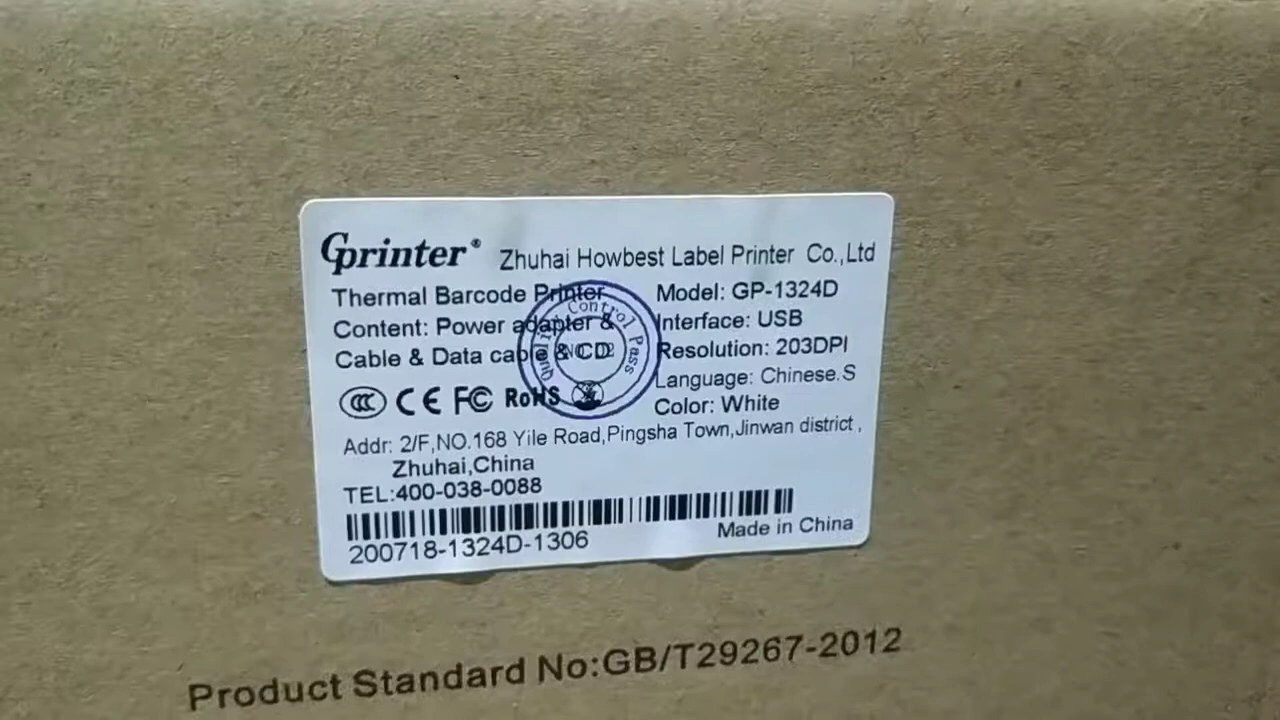 Gprinter® Zhuhai Howbest Label Printer Co.,Ltd
Thermal Barcode Printer
Content: Power adapter &
Cable & Data cable & CD
Model: GP-1324D
Interface: USB
Resolution: 203DPI
Language: Chinese.S
Color: White
Quality Control Pass
CCC CE FC RoHS
Addr: 2/F,NO.168 Yile Road,Pingsha Town,Jinwan district ,
Zhuhai,China
TEL:400-038-0088
200718-1324D-1306
Made in China
Product Standard No:GB/T29267-2012